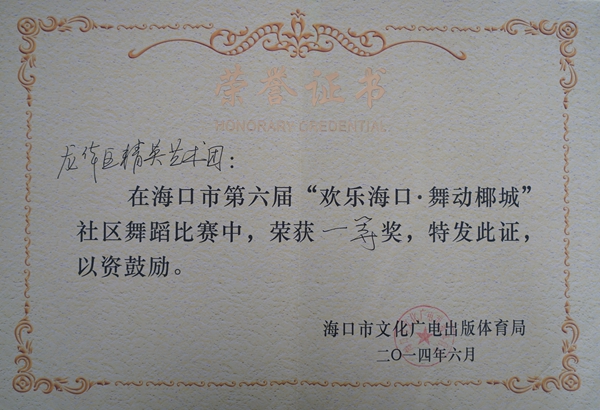 荣誉证书
HONORARY CREDENTIAL
龙华区精英艺术团：
在海口市第六届“欢乐海口·舞动椰城”
社区舞蹈比赛中，荣获一等奖，特发此证，
以资鼓励。
海口市文化广电出版体育局
二〇一四年六月